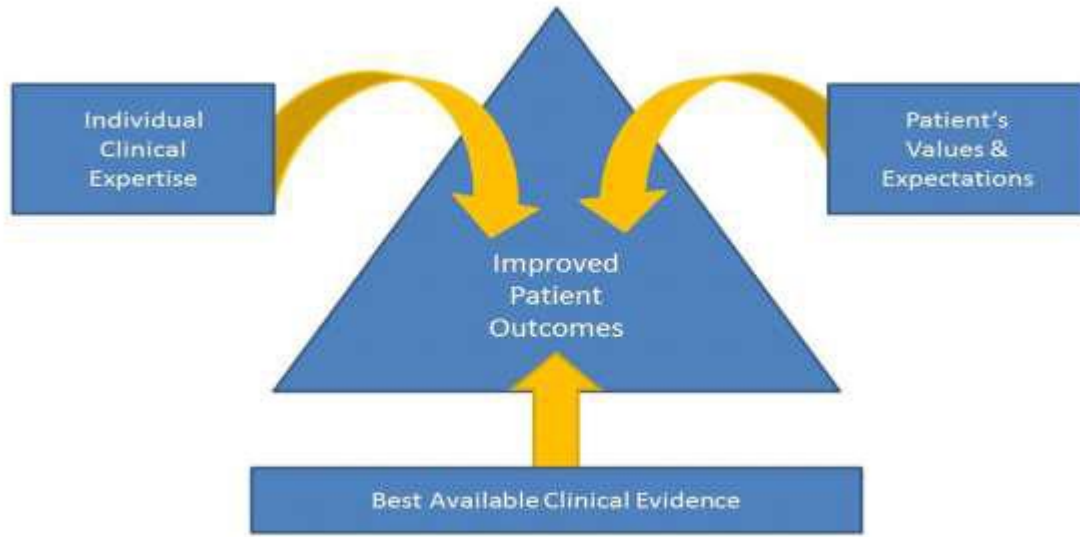 Individual
Clinical
Expertise
Patient's
Values &
Expectations
Improved
Patient
Outcomes
Best Available Clinical Evidence